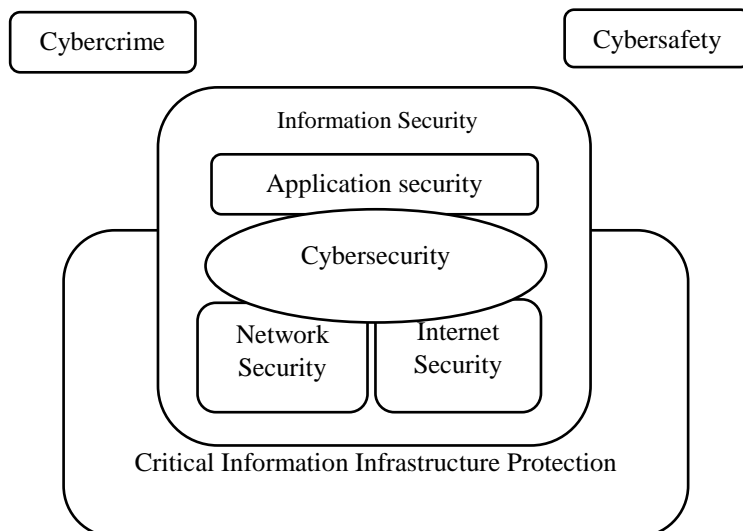 Cybercrime
Cybersafety
Information Security
Application security
Cybersecurity
Network
Security
Internet
Security
Critical Information Infrastructure Protection